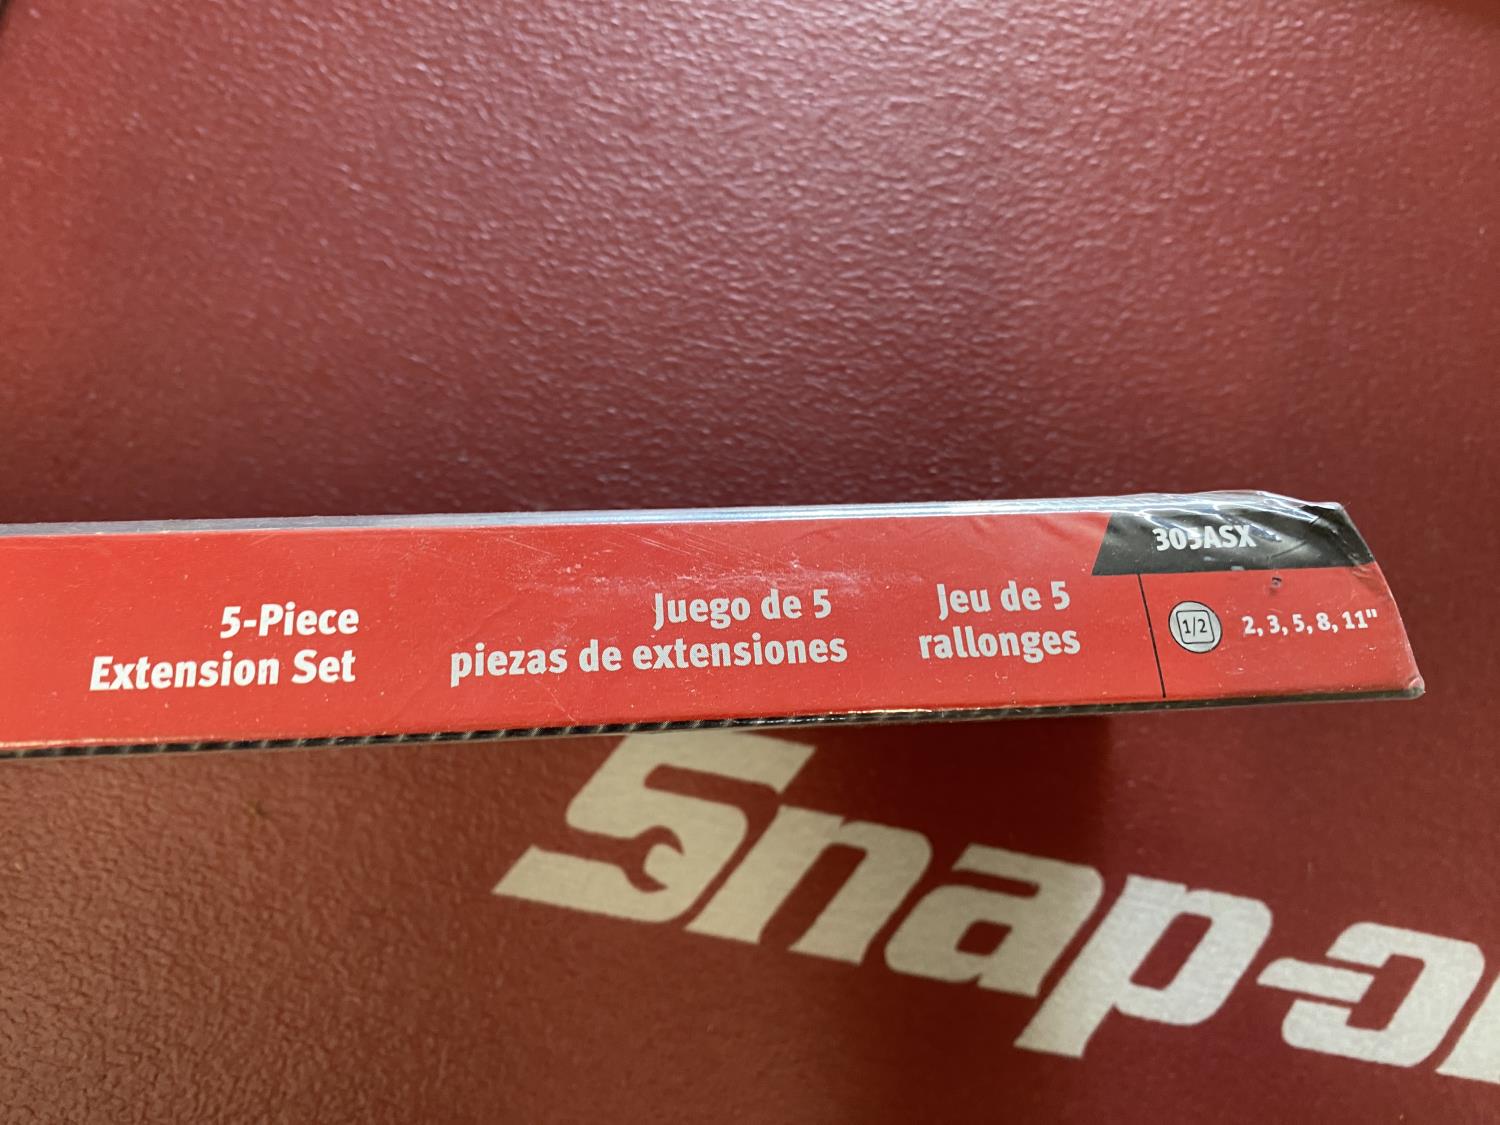 5-Piece
Extension Set
Juego de 5
piezas de extensiones
Jeu de 5
rallonges
305ASX
1/2
2, 3, 5, 8, 11"
Snap-o